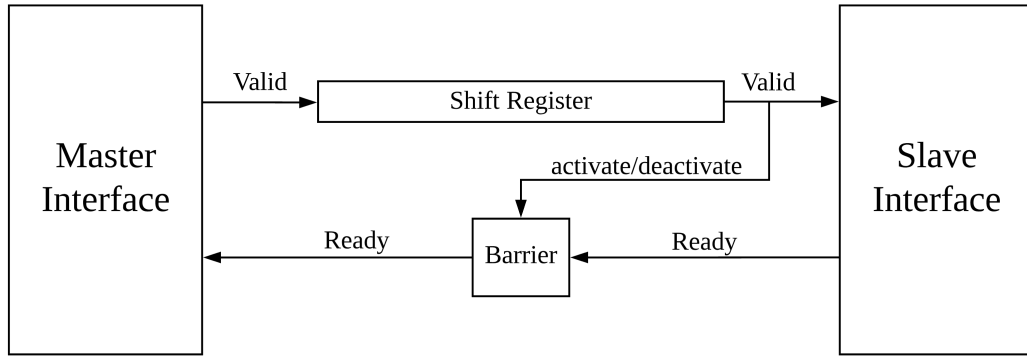 Valid
Valid
Shift Register
Master
Interface
Slave
Interface
activate/deactivate
Ready
Barrier
Ready